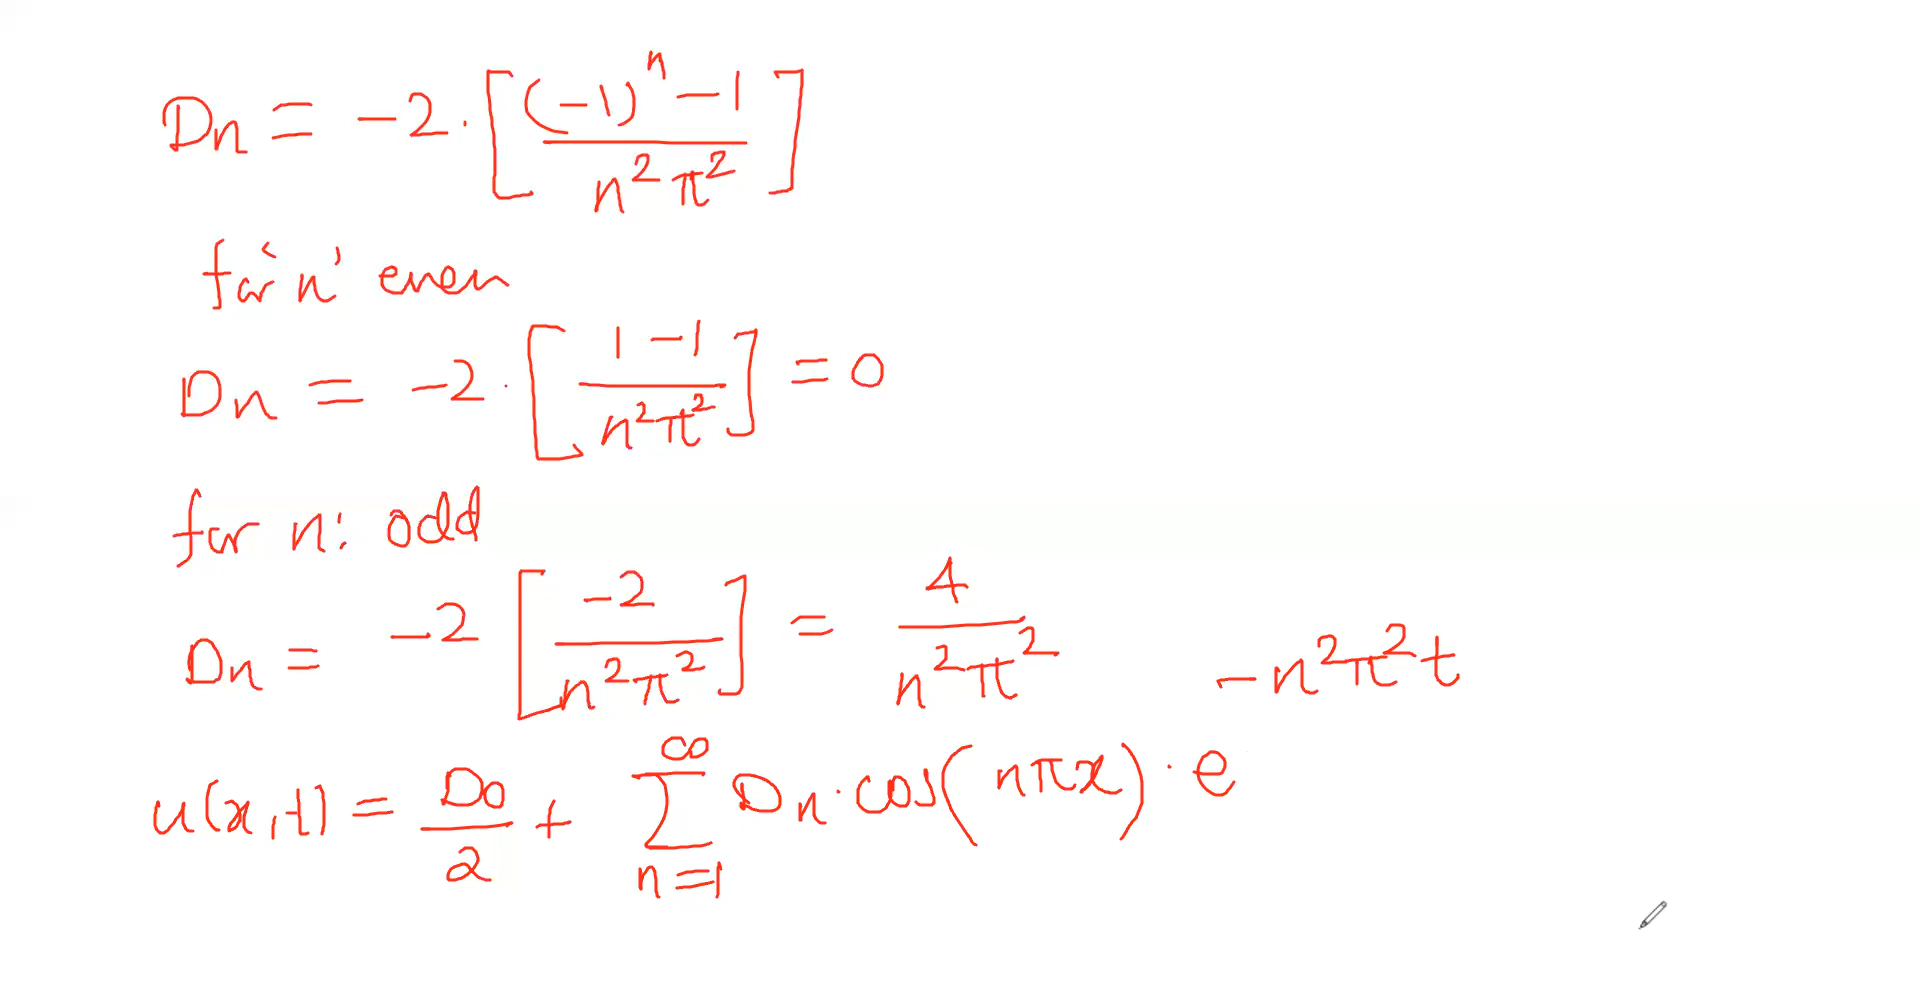 Dn = -2 · [ ((-1)^n - 1) / (n²π²) ]
for 'n' even
Dn = -2 · [ (1 - 1) / (n²π²) ] = 0
for n: odd
Dn = -2 [ -2 / (n²π²) ] = 4 / (n²π²)
u(x,t) = D0/2 + ∑_{n=1}^{∞} Dn · cos(nπx) · e^{-n²π²t}